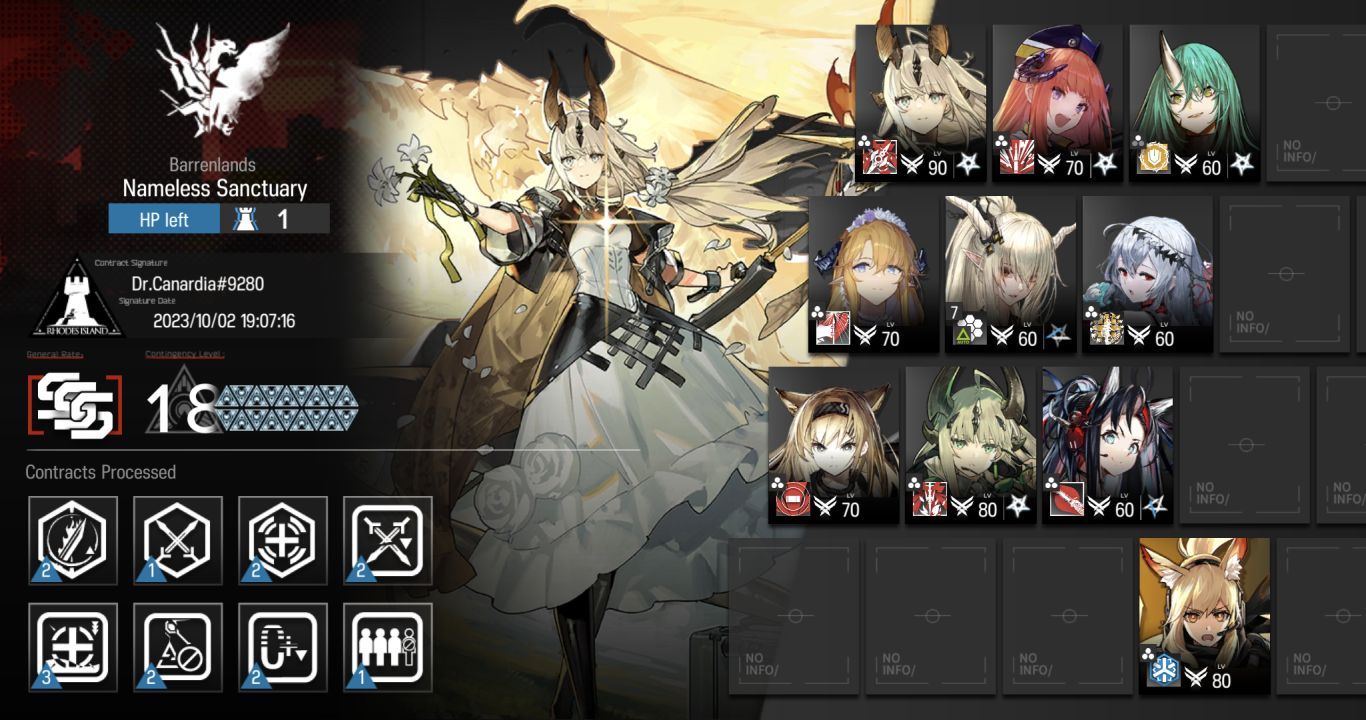 Barrenlands
Nameless Sanctuary
HP left 1
Contract Signature
Dr.Canardia#9280
Signature Date
2023/10/02 19:07:16
RHODES ISLAND
General Rate:
Contingency Level :
SSS
18
Contracts Processed
2 1 2 2
3 2 2 1
LV 90 LV 70 LV 60 NO INFO/
LV 70 7 AUTO LV 60 LV 60 NO INFO/
LV 70 LV 80 LV 60 NO INFO/ NO INFO/
NO INFO/ NO INFO/ NO INFO/ LV 80 NO INFO/